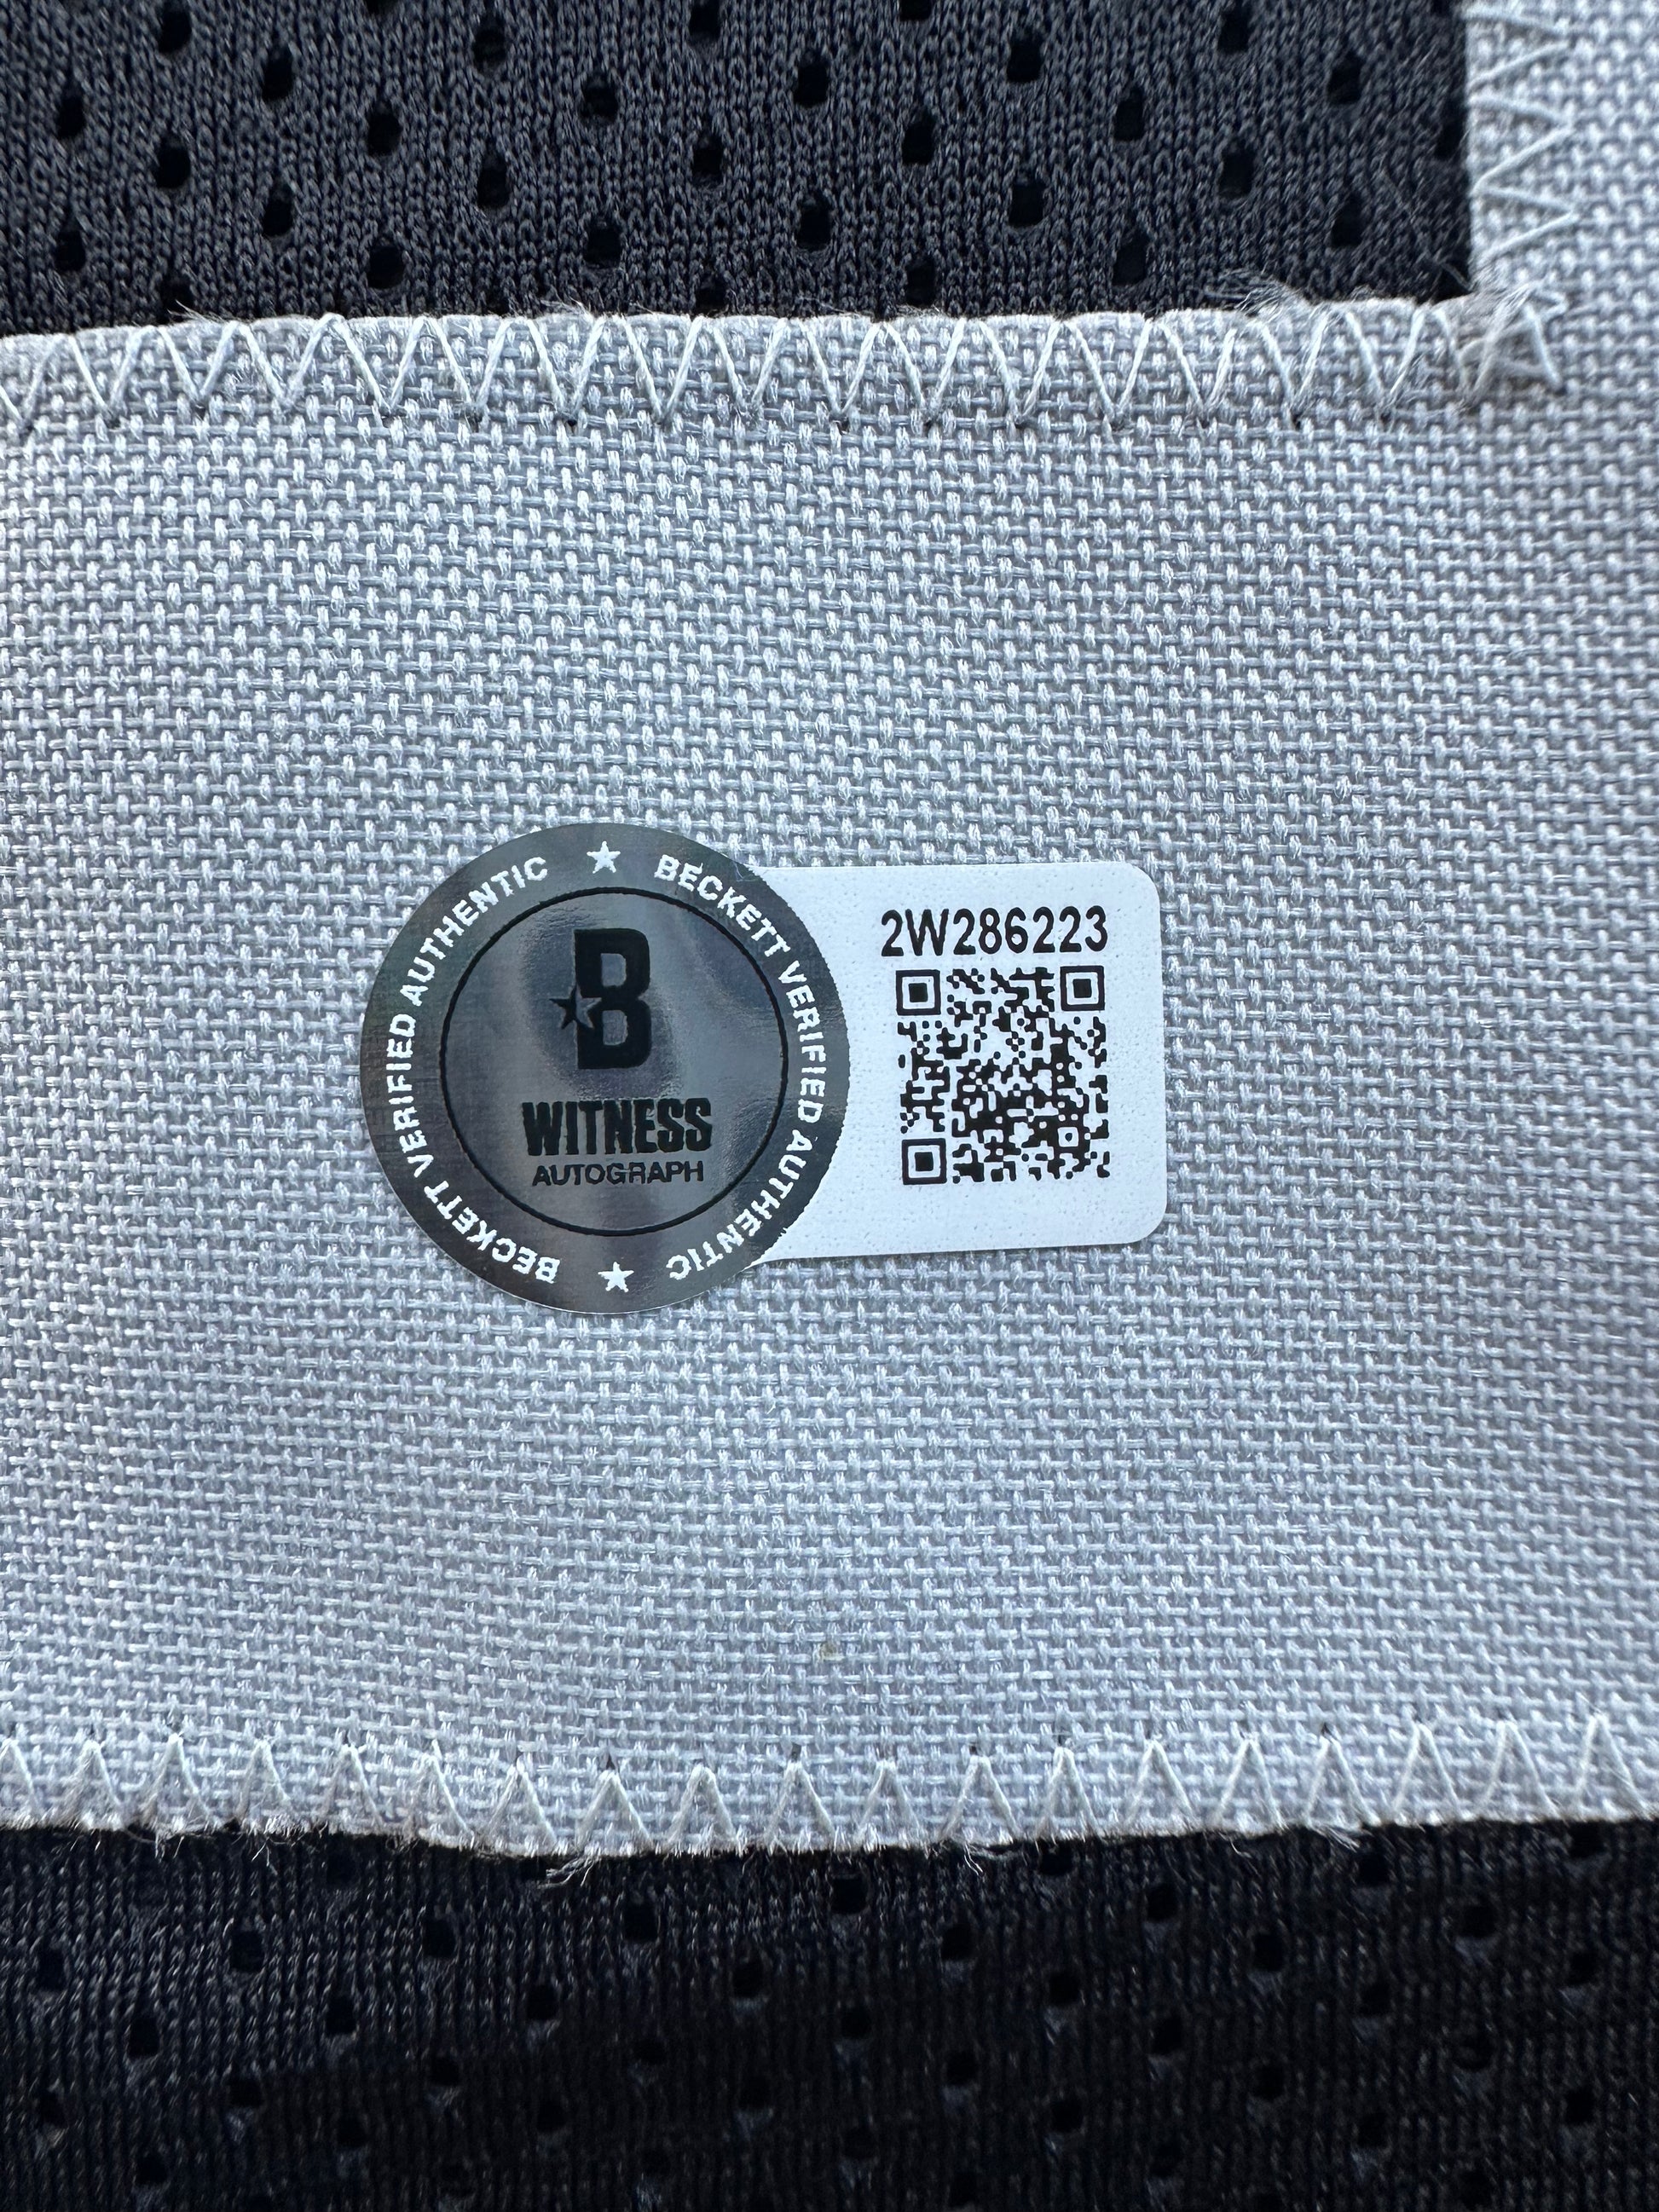 ★ BECKETT VERIFIED AUTHENTIC
★ BECKETT VERIFIED AUTHENTIC
B
WITNESS
AUTOGRAPH
2W286223